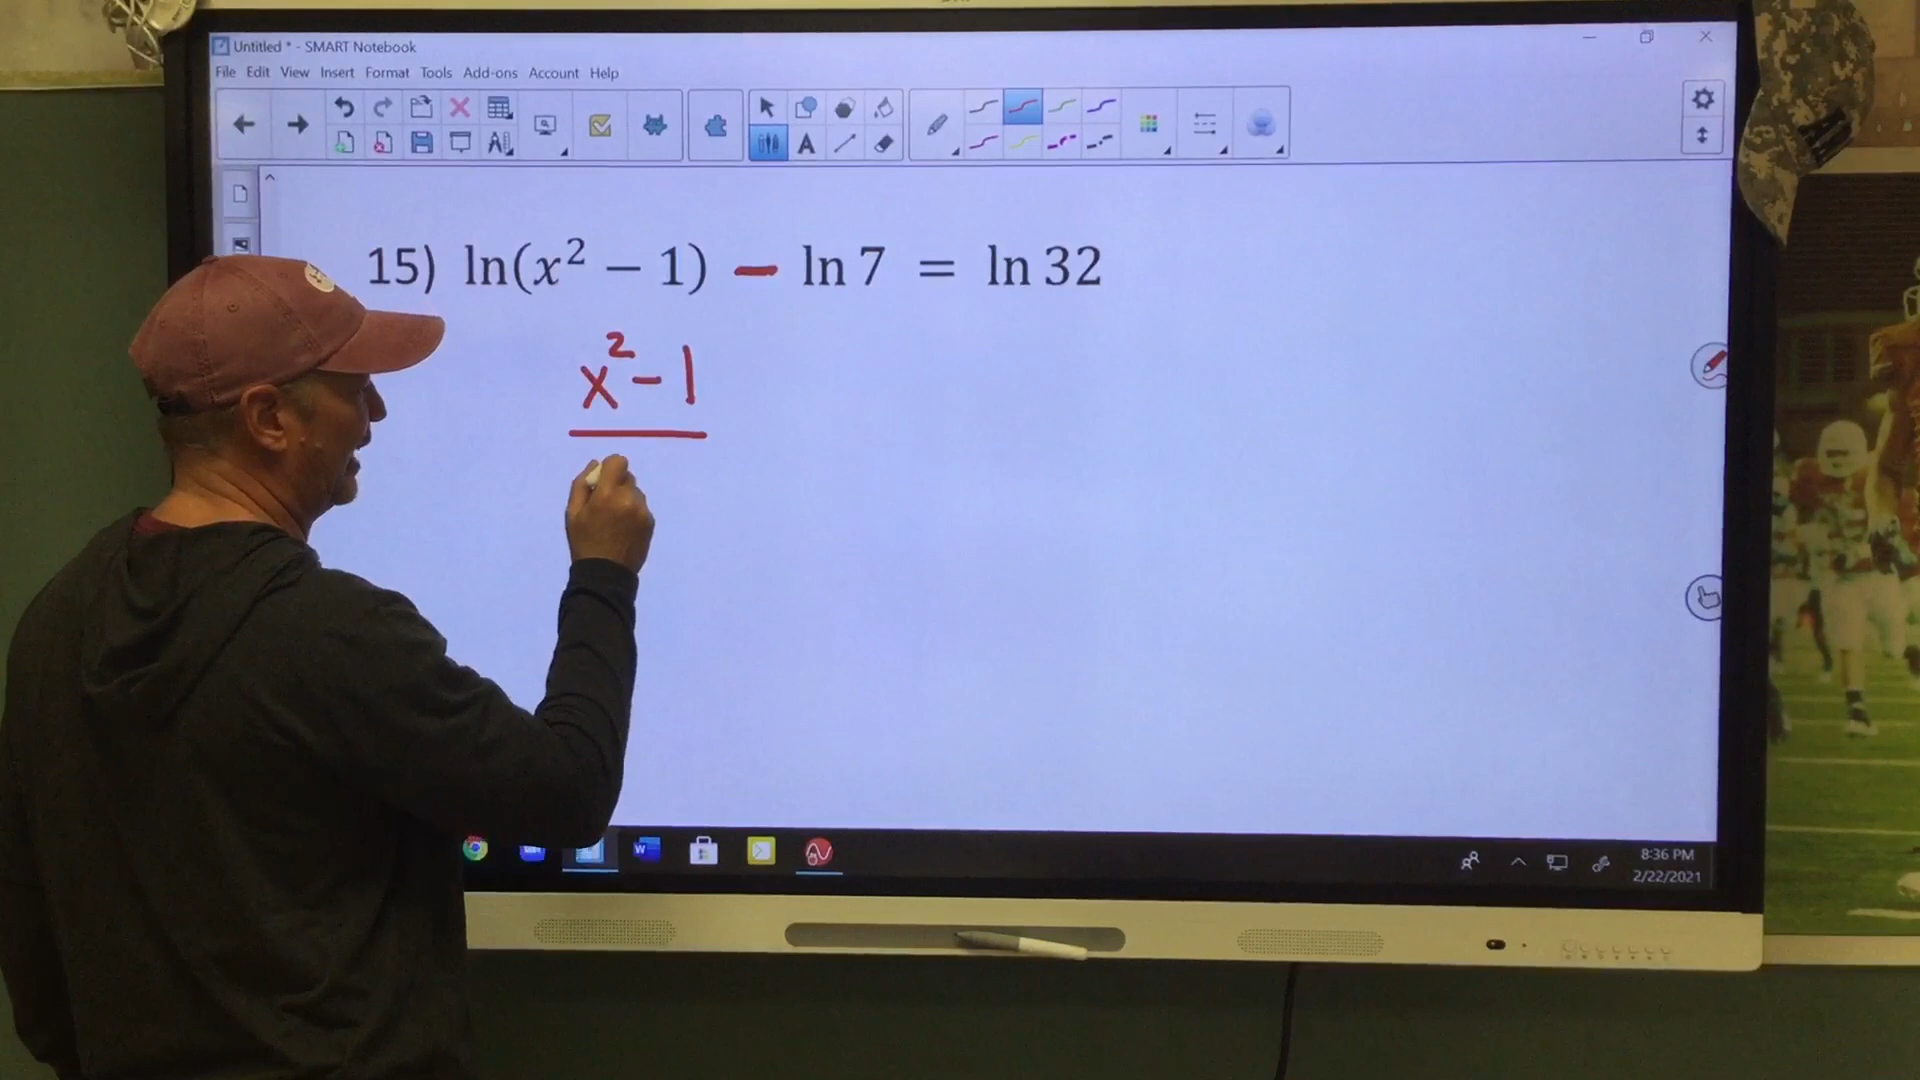 Untitled * - SMART Notebook
File Edit View Insert Format Tools Add-ons Account Help
15) ln(x² − 1) − ln 7 = ln 32
x² - 1
8:36 PM
2/22/2021